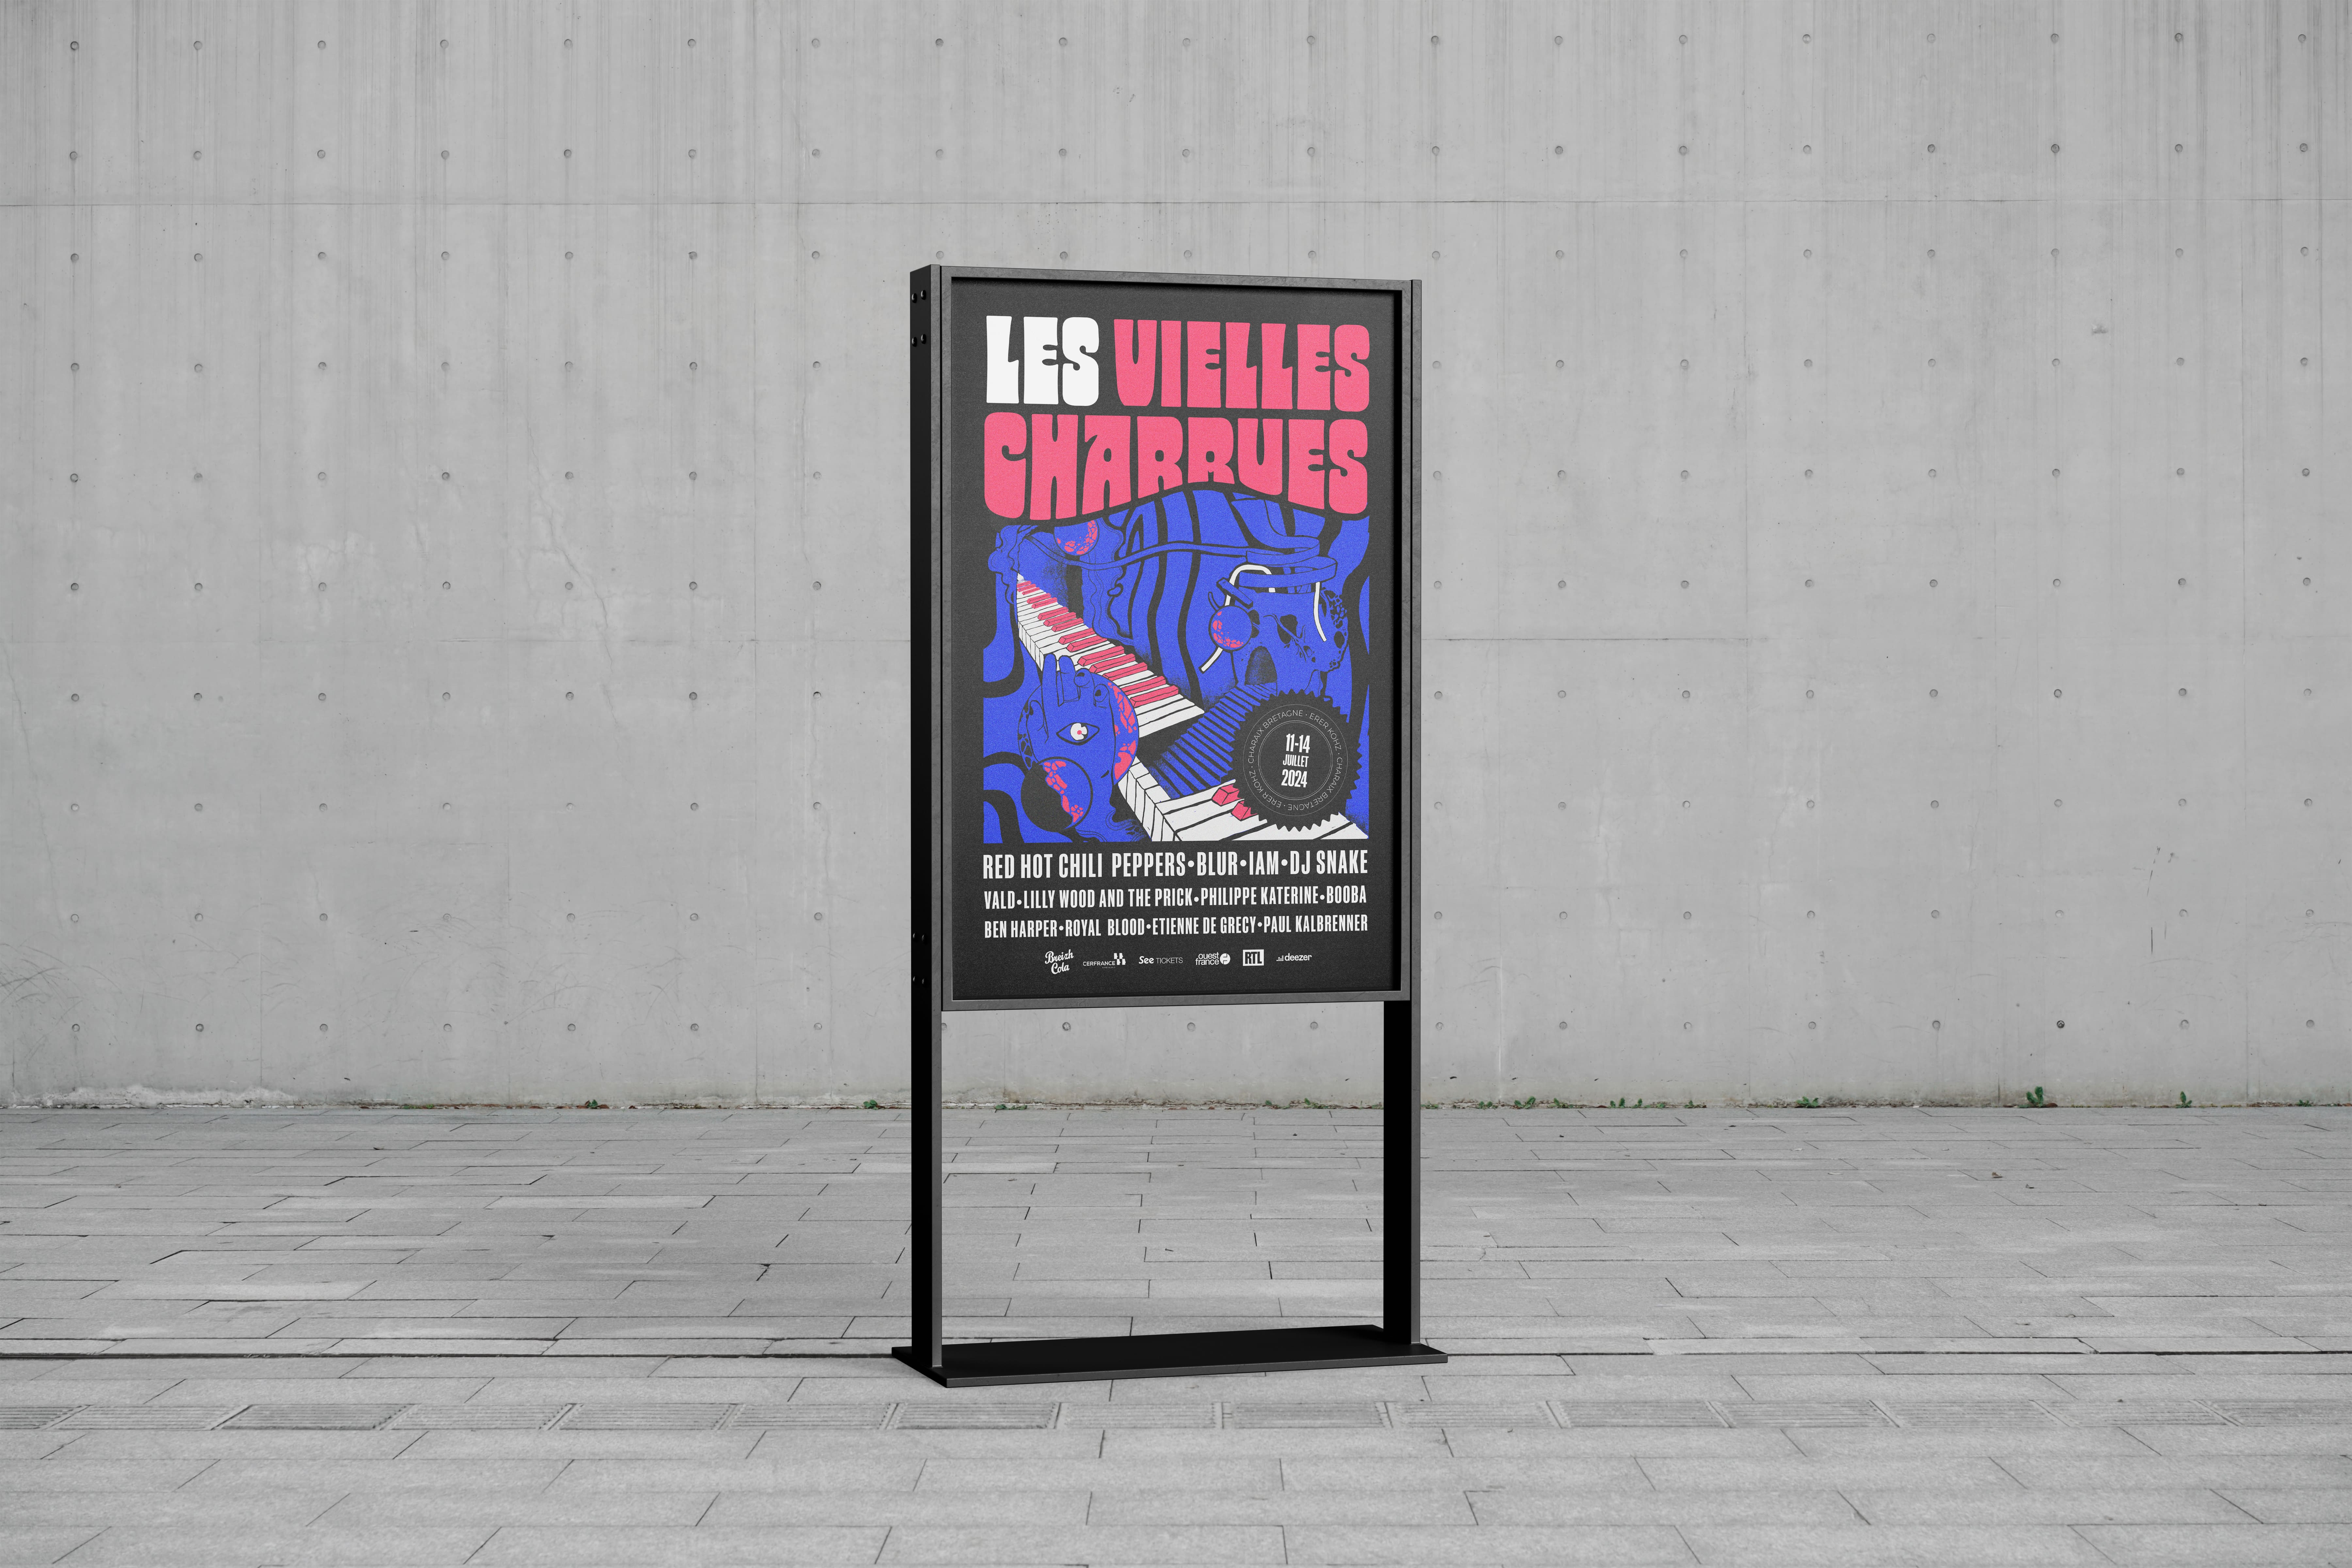 LES VIELLES
CHARRUES
CHARAIX BRETAGNE • ERER KOHZ • CHARAIX BRETAGNE • ERER KOHZ •
11-14
JUILLET
2024
RED HOT CHILI PEPPERS•BLUR•IAM•DJ SNAKE
VALD•LILLY WOOD AND THE PRICK•PHILIPPE KATERINE•BOOBA
BEN HARPER•ROYAL BLOOD•ETIENNE DE GRECY•PAUL KALBRENNER
Breizh
Cola
CERFRANCE
See TICKETS
ouest
france
RTL
deezer